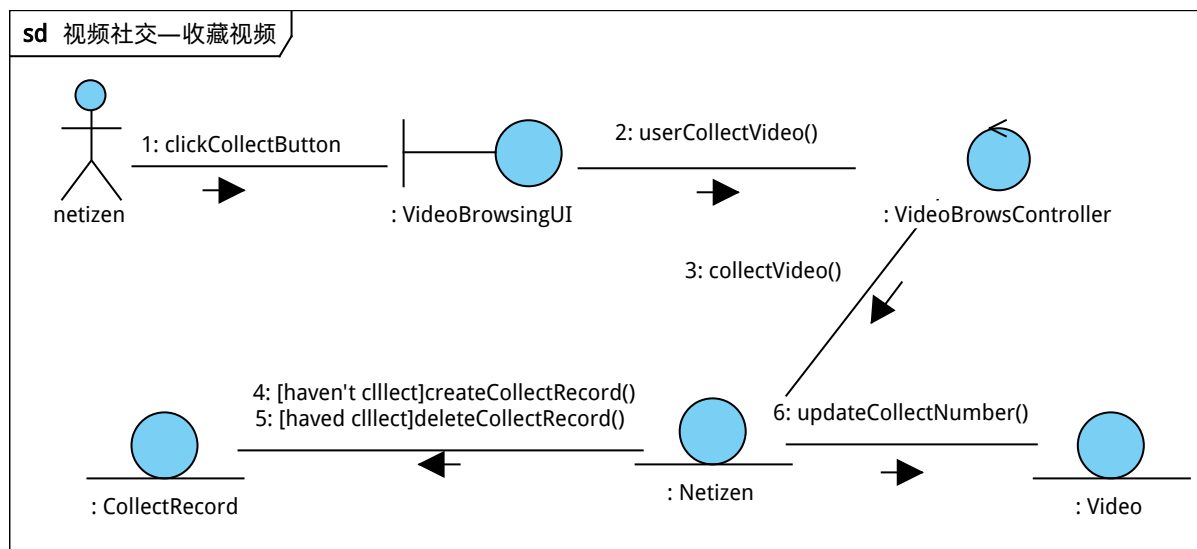 sd 视频社交—收藏视频
1: clickCollectButton
2: userCollectVideo()
netizen
: VideoBrowsingUI
: VideoBrowsController
3: collectVideo()
4: [haven't clllect]createCollectRecord()
5: [haved clllect]deleteCollectRecord()
6: updateCollectNumber()
: CollectRecord
: Netizen
: Video